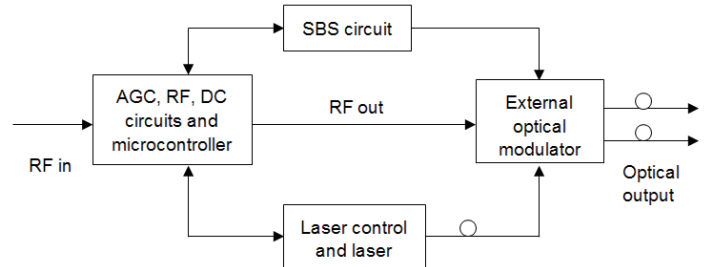 SBS circuit
AGC, RF, DC
circuits and
microcontroller
RF in
RF out
External
optical
modulator
Optical
output
Laser control
and laser